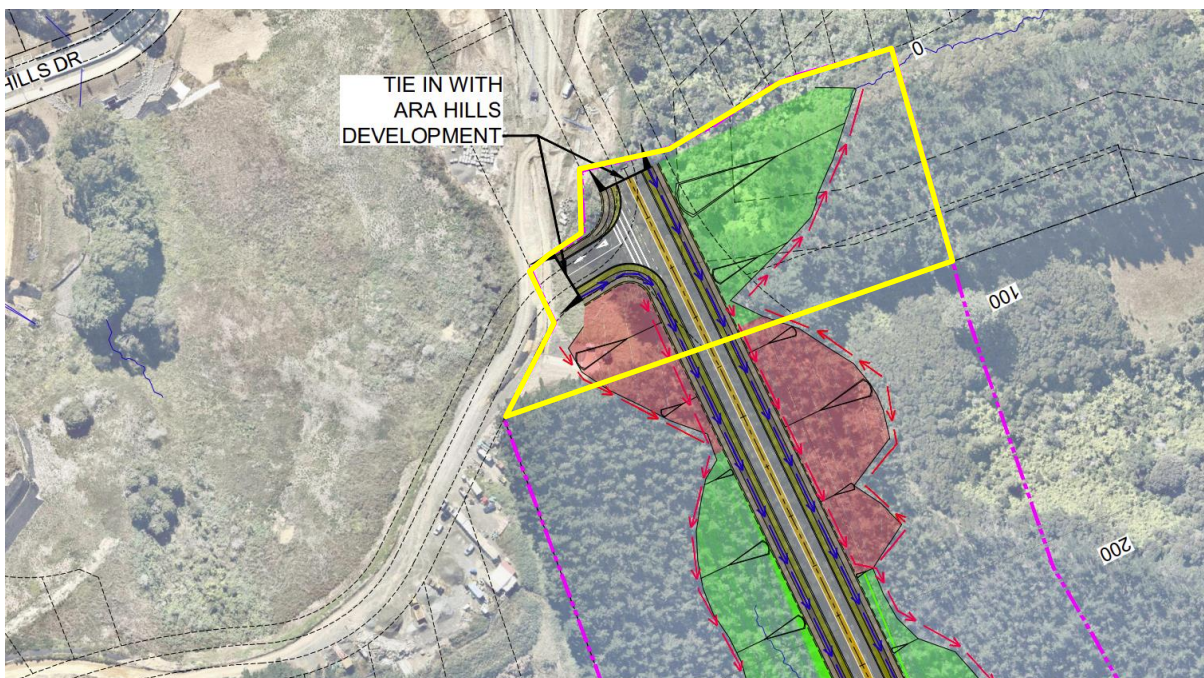 HILLS DR
TIE IN WITH
ARA HILLS
DEVELOPMENT
0
100
200